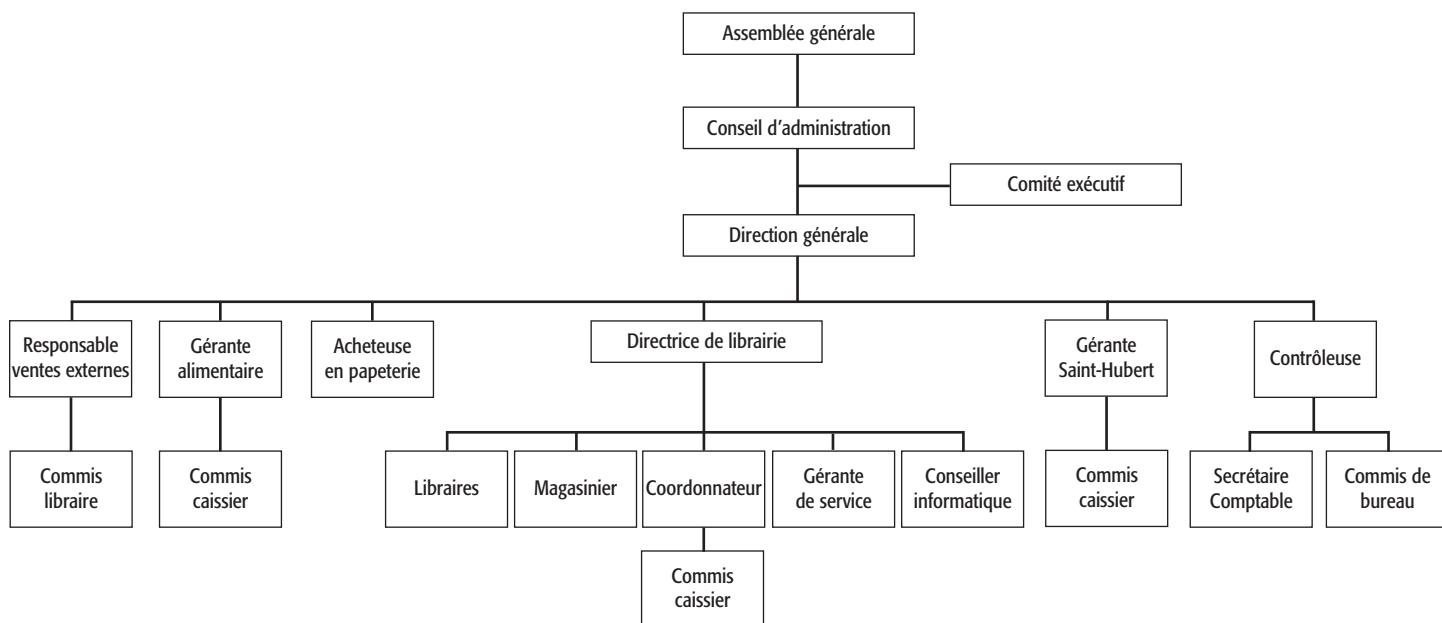 Assemblée générale
Conseil d'administration
Comité exécutif
Direction générale
Responsable
ventes externes
Gérante
alimentaire
Acheteuse
en papeterie
Directrice de librairie
Gérante
Saint-Hubert
Contrôleuse
Commis
libraire
Commis
caissier
Libraires
Magasinier
Coordonnateur
Gérante
de service
Conseiller
informatique
Commis
caissier
Secrétaire
Comptable
Commis de
bureau
Commis
caissier